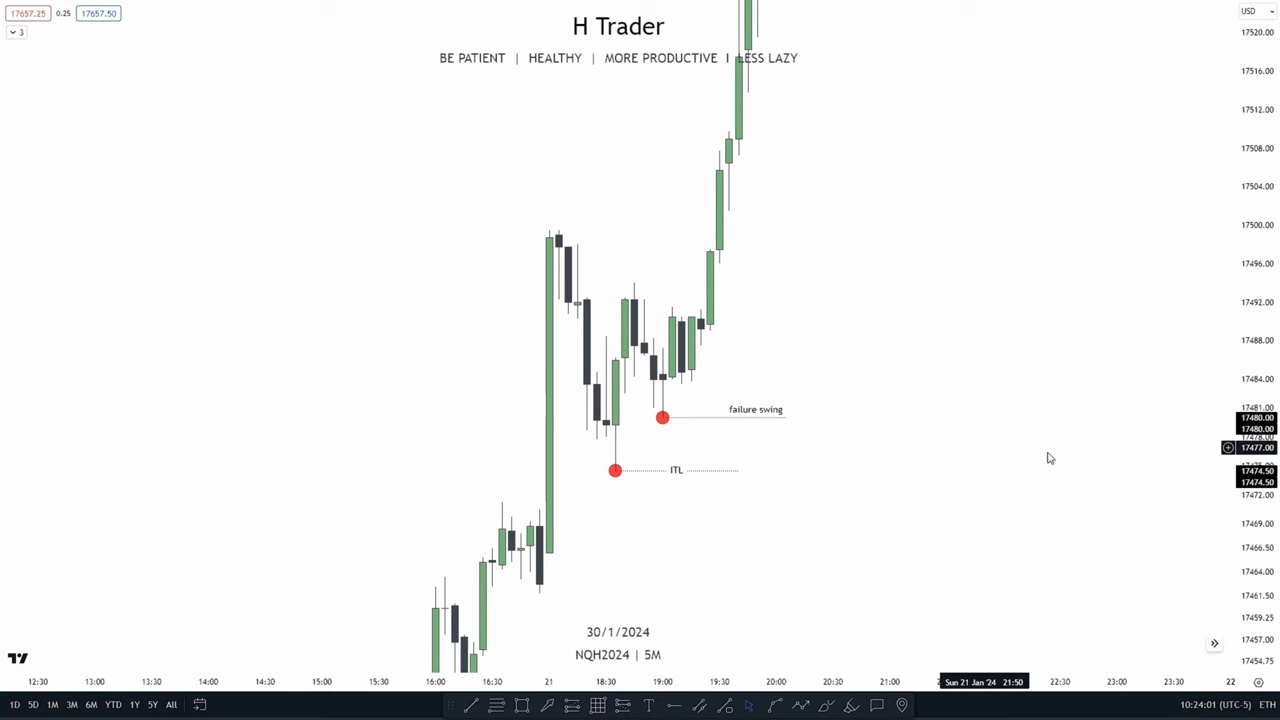 17657.25 0.25 17657.50
3
H Trader
BE PATIENT | HEALTHY | MORE PRODUCTIVE I LESS LAZY
USD
17520.00
17516.00
17512.00
17508.00
17504.00
17500.00
17496.00
17492.00
17488.00
17484.00
17481.00
failure swing
17480.00
17480.00
17478.00
17477.00
ITL
17474.50
17474.50
17472.00
17469.00
17466.50
17464.00
17461.50
17459.25
17457.00
17454.75
30/1/2024
NQH2024 | 5M
12:30 13:00 13:30 14:00 14:30 15:00 15:30 16:00 21 18:30 19:00 19:30 20:00 20:30 21:00 Sun 21 Jan '24 21:50 22:30 23:00 23:30 22
1D 5D 1M 3M 6M YTD 1Y 5Y All
10:24:01 (UTC-5) ETH